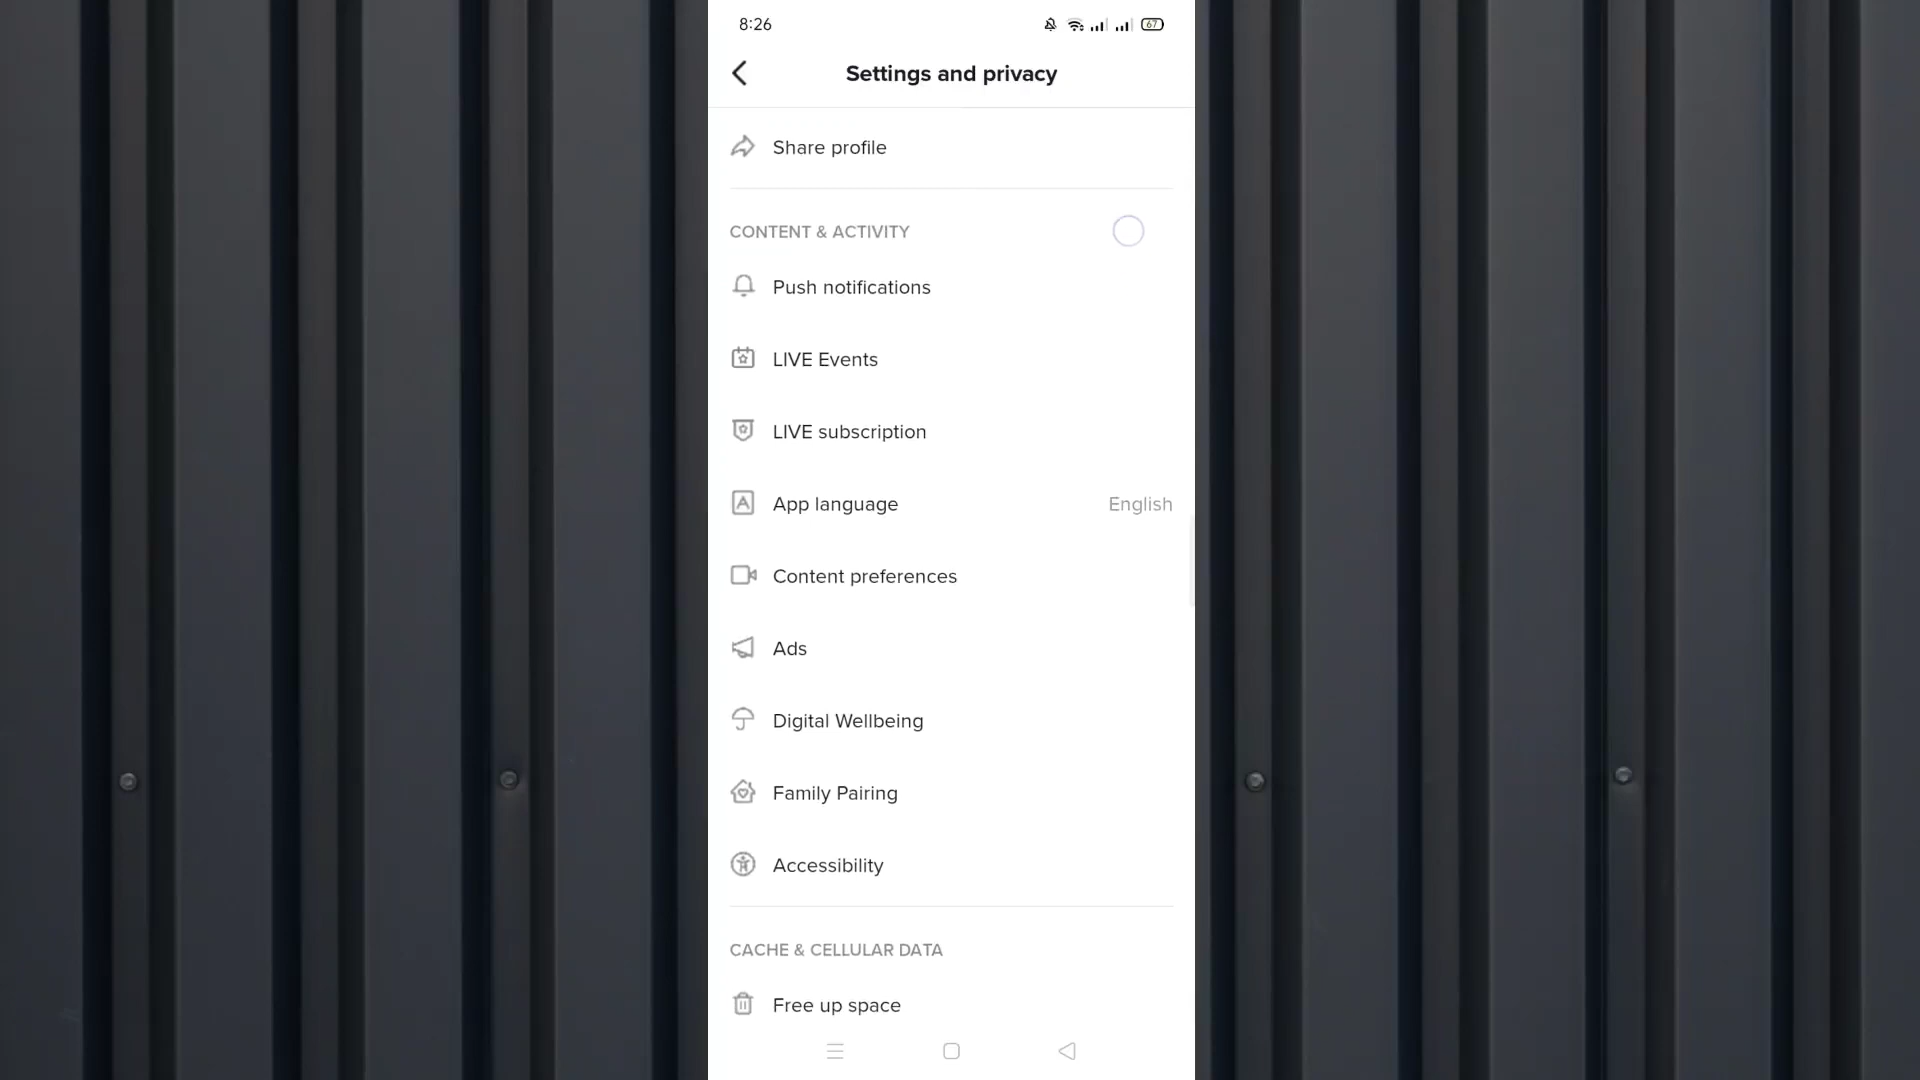 8:26
67
Settings and privacy
Share profile
CONTENT & ACTIVITY
Push notifications
LIVE Events
LIVE subscription
App language English
Content preferences
Ads
Digital Wellbeing
Family Pairing
Accessibility
CACHE & CELLULAR DATA
Free up space